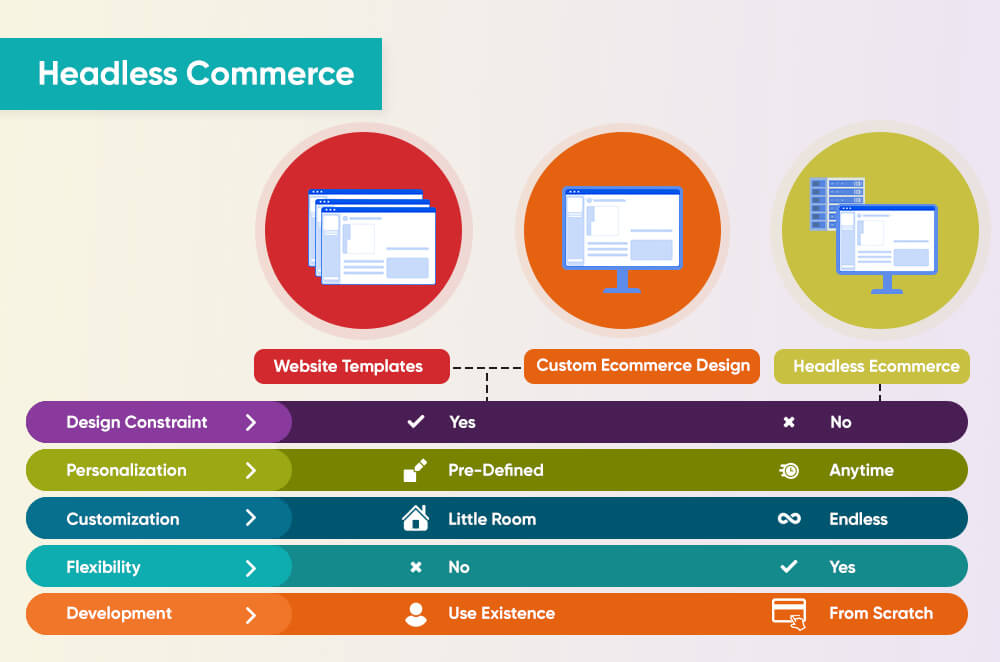 Headless Commerce
Website Templates
Custom Ecommerce Design
Headless Ecommerce
Design Constraint
Yes
No
Personalization
Pre-Defined
Anytime
Customization
Little Room
Endless
Flexibility
No
Yes
Development
Use Existence
From Scratch